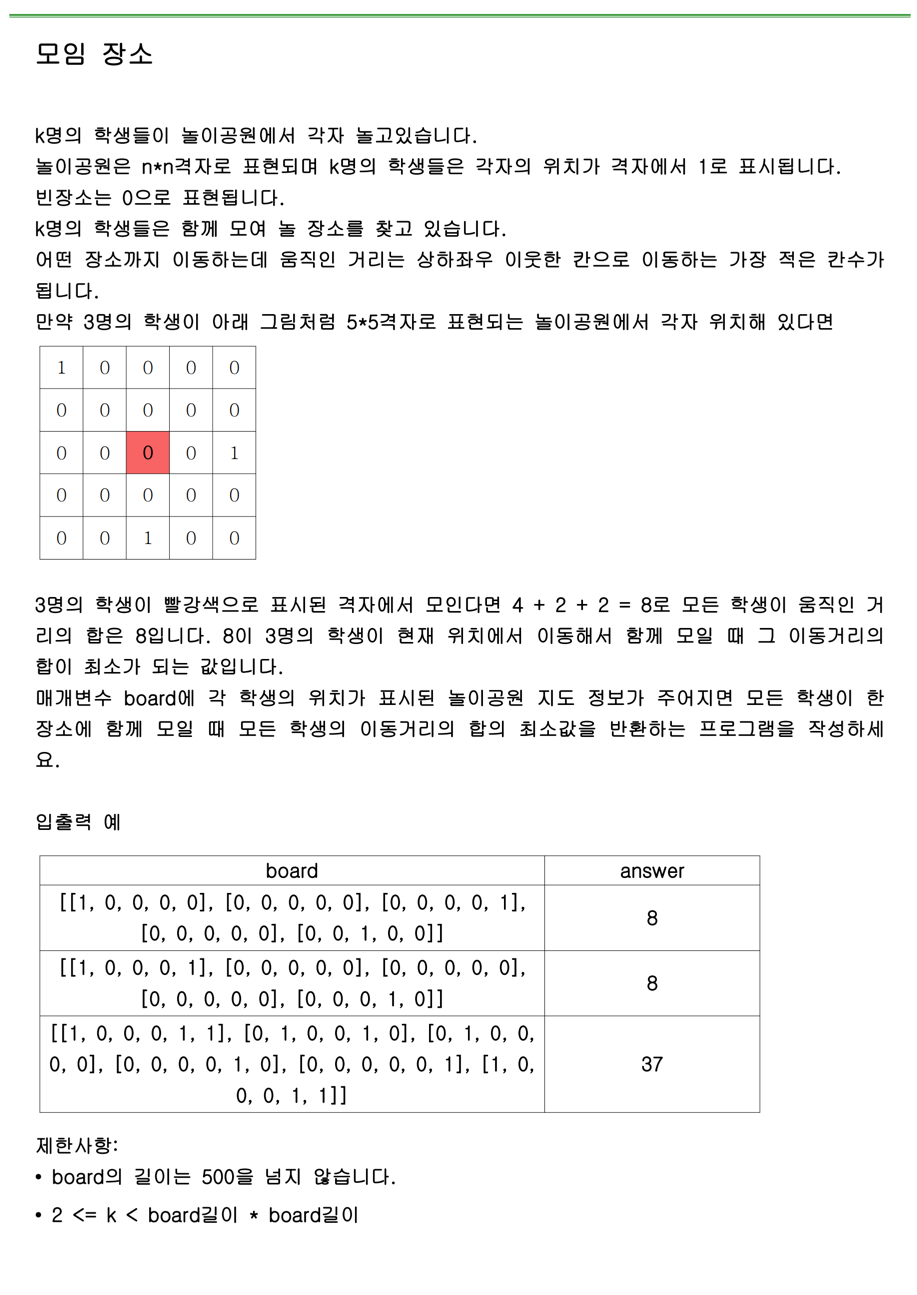 모임 장소
k명의 학생들이 놀이공원에서 각자 놀고있습니다.
놀이공원은 n*n격자로 표현되며 k명의 학생들은 각자의 위치가 격자에서 1로 표시됩니다.
빈장소는 0으로 표현됩니다.
k명의 학생들은 함께 모여 놀 장소를 찾고 있습니다.
어떤 장소까지 이동하는데 움직인 거리는 상하좌우 이웃한 칸으로 이동하는 가장 적은 칸수가
됩니다.
만약 3명의 학생이 아래 그림처럼 5*5격자로 표현되는 놀이공원에서 각자 위치해 있다면
1 0 0 0 0
0 0 0 0 0
0 0 0 0 1
0 0 0 0 0
0 0 1 0 0
3명의 학생이 빨강색으로 표시된 격자에서 모인다면 4 + 2 + 2 = 8로 모든 학생이 움직인 거
리의 합은 8입니다. 8이 3명의 학생이 현재 위치에서 이동해서 함께 모일 때 그 이동거리의
합이 최소가 되는 값입니다.
매개변수 board에 각 학생의 위치가 표시된 놀이공원 지도 정보가 주어지면 모든 학생이 한
장소에 함께 모일 때 모든 학생의 이동거리의 합의 최소값을 반환하는 프로그램을 작성하세
요.
입출력 예
board answer
[[1, 0, 0, 0, 0], [0, 0, 0, 0, 0], [0, 0, 0, 0, 1],
[0, 0, 0, 0, 0], [0, 0, 1, 0, 0]]
8
[[1, 0, 0, 0, 1], [0, 0, 0, 0, 0], [0, 0, 0, 0, 0],
[0, 0, 0, 0, 0], [0, 0, 0, 1, 0]]
8
[[1, 0, 0, 0, 1, 1], [0, 1, 0, 0, 1, 0], [0, 1, 0, 0,
0, 0], [0, 0, 0, 0, 1, 0], [0, 0, 0, 0, 0, 1], [1, 0,
0, 0, 1, 1]]
37
제한사항:
• board의 길이는 500을 넘지 않습니다.
• 2 <= k < board길이 * board길이